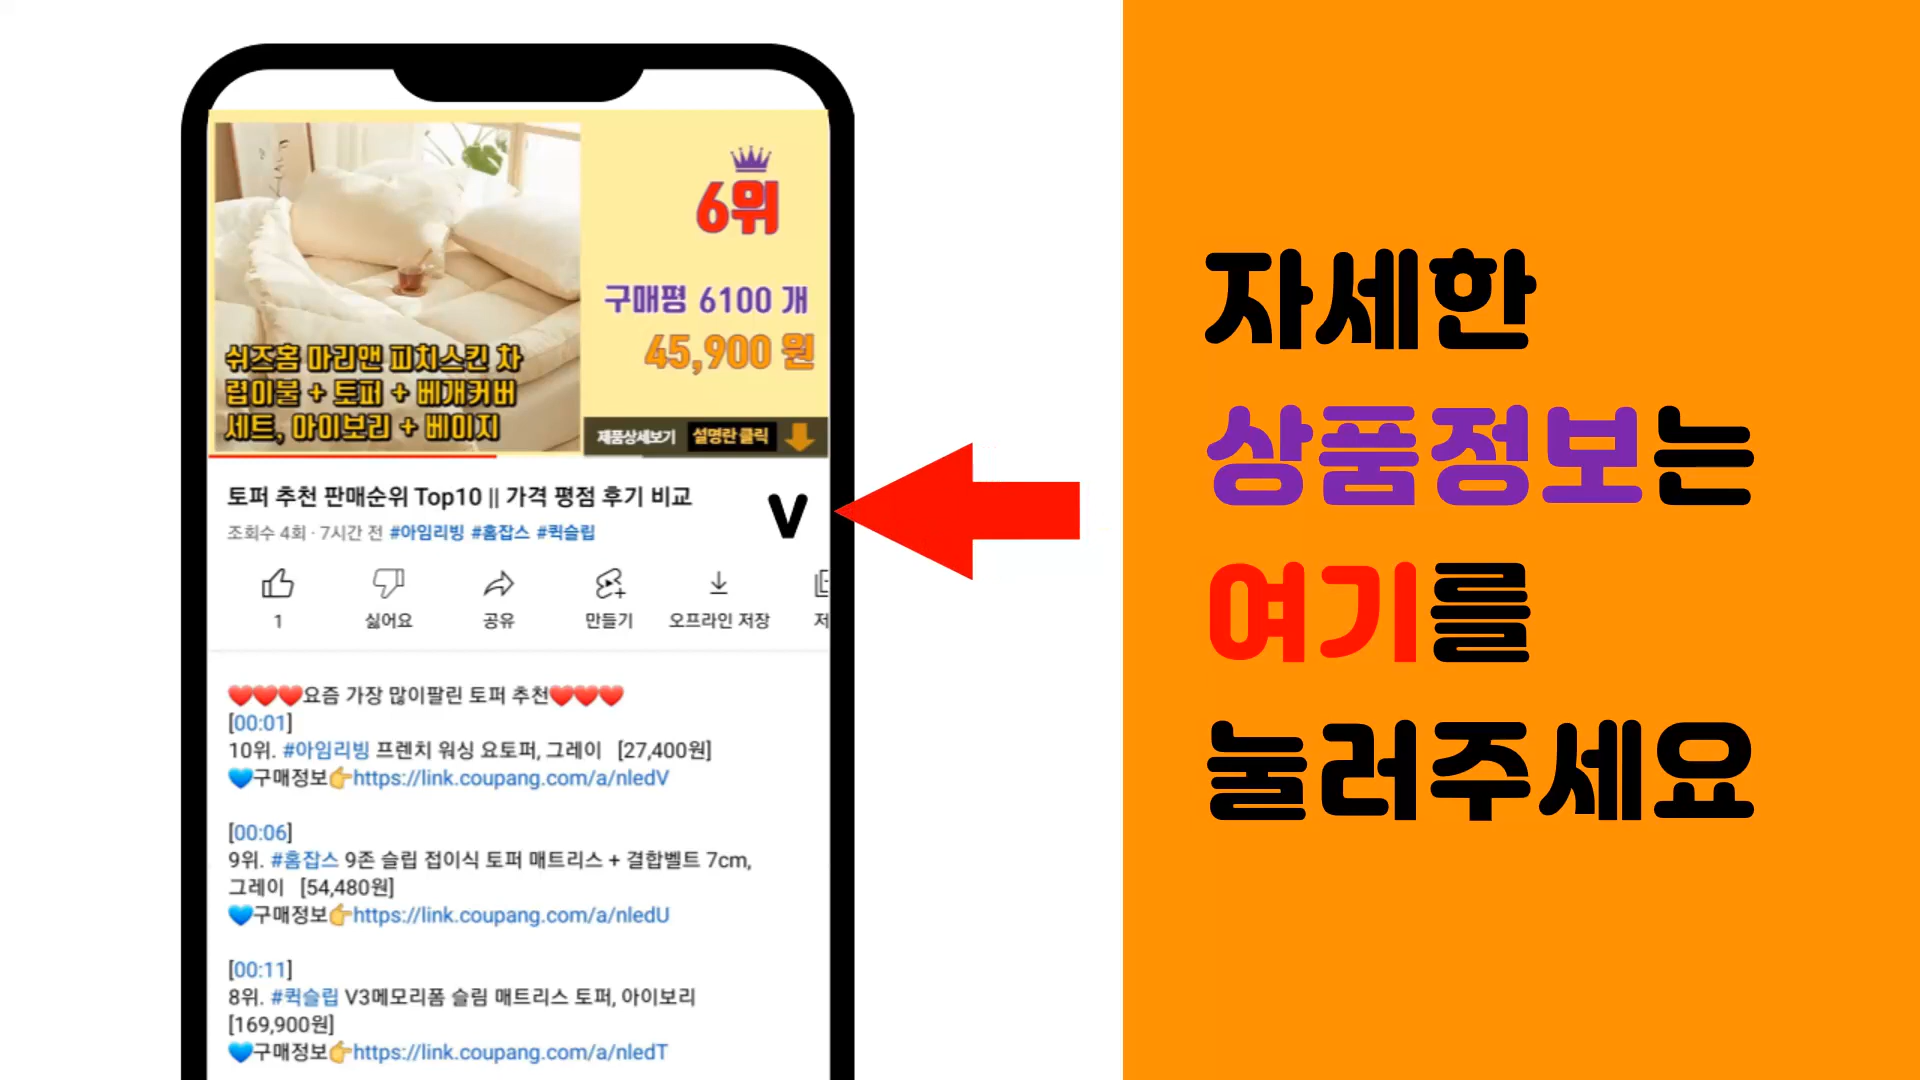 6위
구매평 6100 개
45,900 원
쉬즈홈 마리앤 피치스킨 차
렵이불 + 토퍼 + 베개커버
세트, 아이보리 + 베이지
제품상세보기 설명란 클릭
토퍼 추천 판매순위 Top10 || 가격 평점 후기 비교
조회수 4회 · 7시간 전 #아임리빙 #홈잡스 #퀵슬립
V
1 싫어요 공유 만들기 오프라인 저장 저
❤️❤️❤️요즘 가장 많이팔린 토퍼 추천❤️❤️❤️
[00:01]
10위. #아임리빙 프렌치 워싱 요토퍼, 그레이 [27,400원]
💙구매정보👉https://link.coupang.com/a/nledV
[00:06]
9위. #홈잡스 9존 슬립 접이식 토퍼 매트리스 + 결합벨트 7cm,
그레이 [54,480원]
💙구매정보👉https://link.coupang.com/a/nledU
[00:11]
8위. #퀵슬립 V3메모리폼 슬림 매트리스 토퍼, 아이보리
[169,900원]
💙구매정보👉https://link.coupang.com/a/nledT
자세한
상품정보는
여기를
눌러주세요